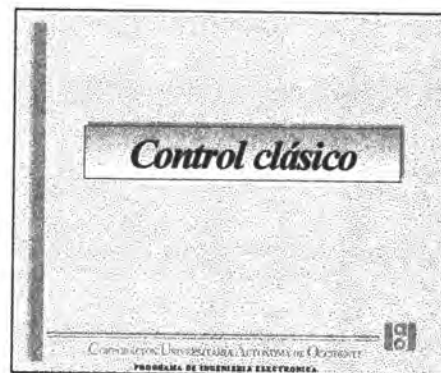 Control clásico
CORPORACIÓN UNIVERSITARIA AUTÓNOMA DE OCCIDENTE
PROGRAMA DE INGENIERIA ELECTRONICA